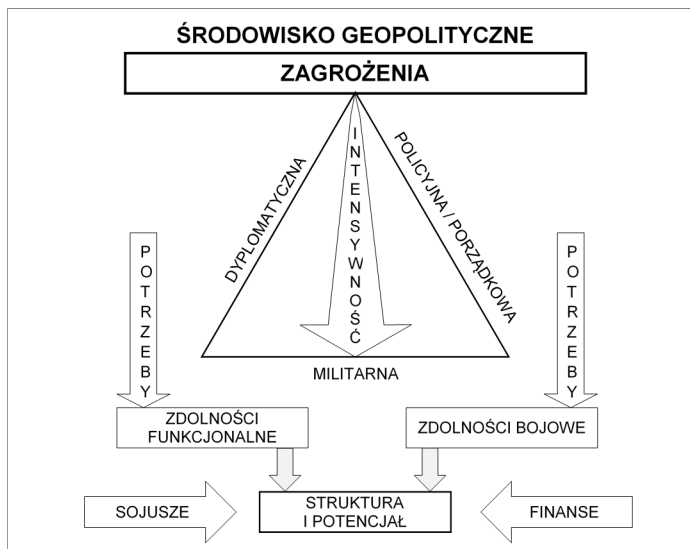 ŚRODOWISKO GEOPOLITYCZNE
ZAGROŻENIA
DYPLOMATYCZNA
INTENSYWNOŚĆ
POLICYJNA / PORZĄDKOWA
POTRZEBY
POTRZEBY
MILITARNA
ZDOLNOŚCI
FUNKCJONALNE
ZDOLNOŚCI BOJOWE
SOJUSZE
STRUKTURA
I POTENCJAŁ
FINANSE